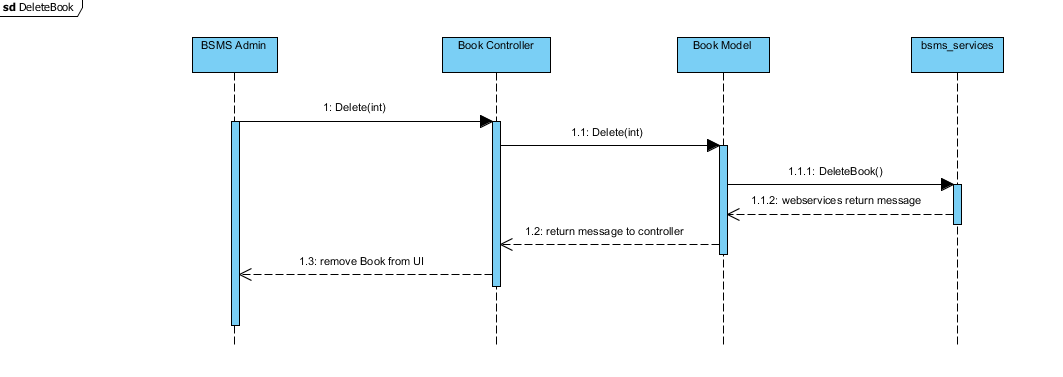 sd DeleteBook
BSMS Admin
Book Controller
Book Model
bsms_services
1: Delete(int)
1.1: Delete(int)
1.1.1: DeleteBook()
1.1.2: webservices return message
1.2: return message to controller
1.3: remove Book from UI